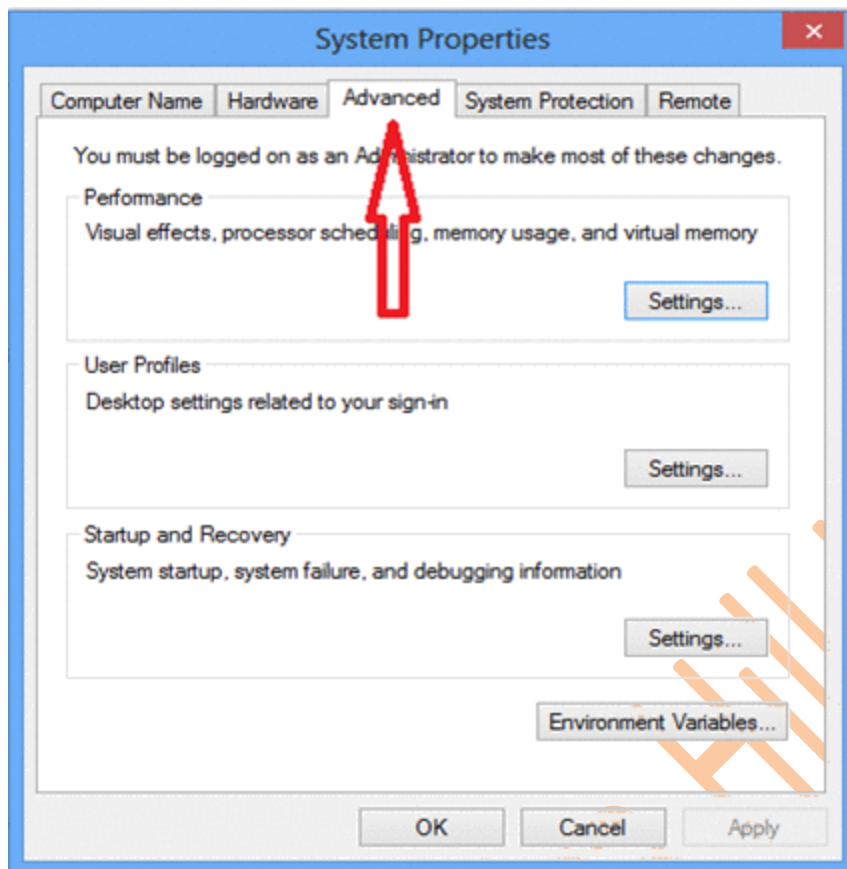 System Properties
Computer Name Hardware Advanced System Protection Remote
You must be logged on as an Administrator to make most of these changes.
Performance
Visual effects, processor scheduling, memory usage, and virtual memory
Settings...
User Profiles
Desktop settings related to your sign-in
Settings...
Startup and Recovery
System startup, system failure, and debugging information
Settings...
Environment Variables...
OK Cancel Apply